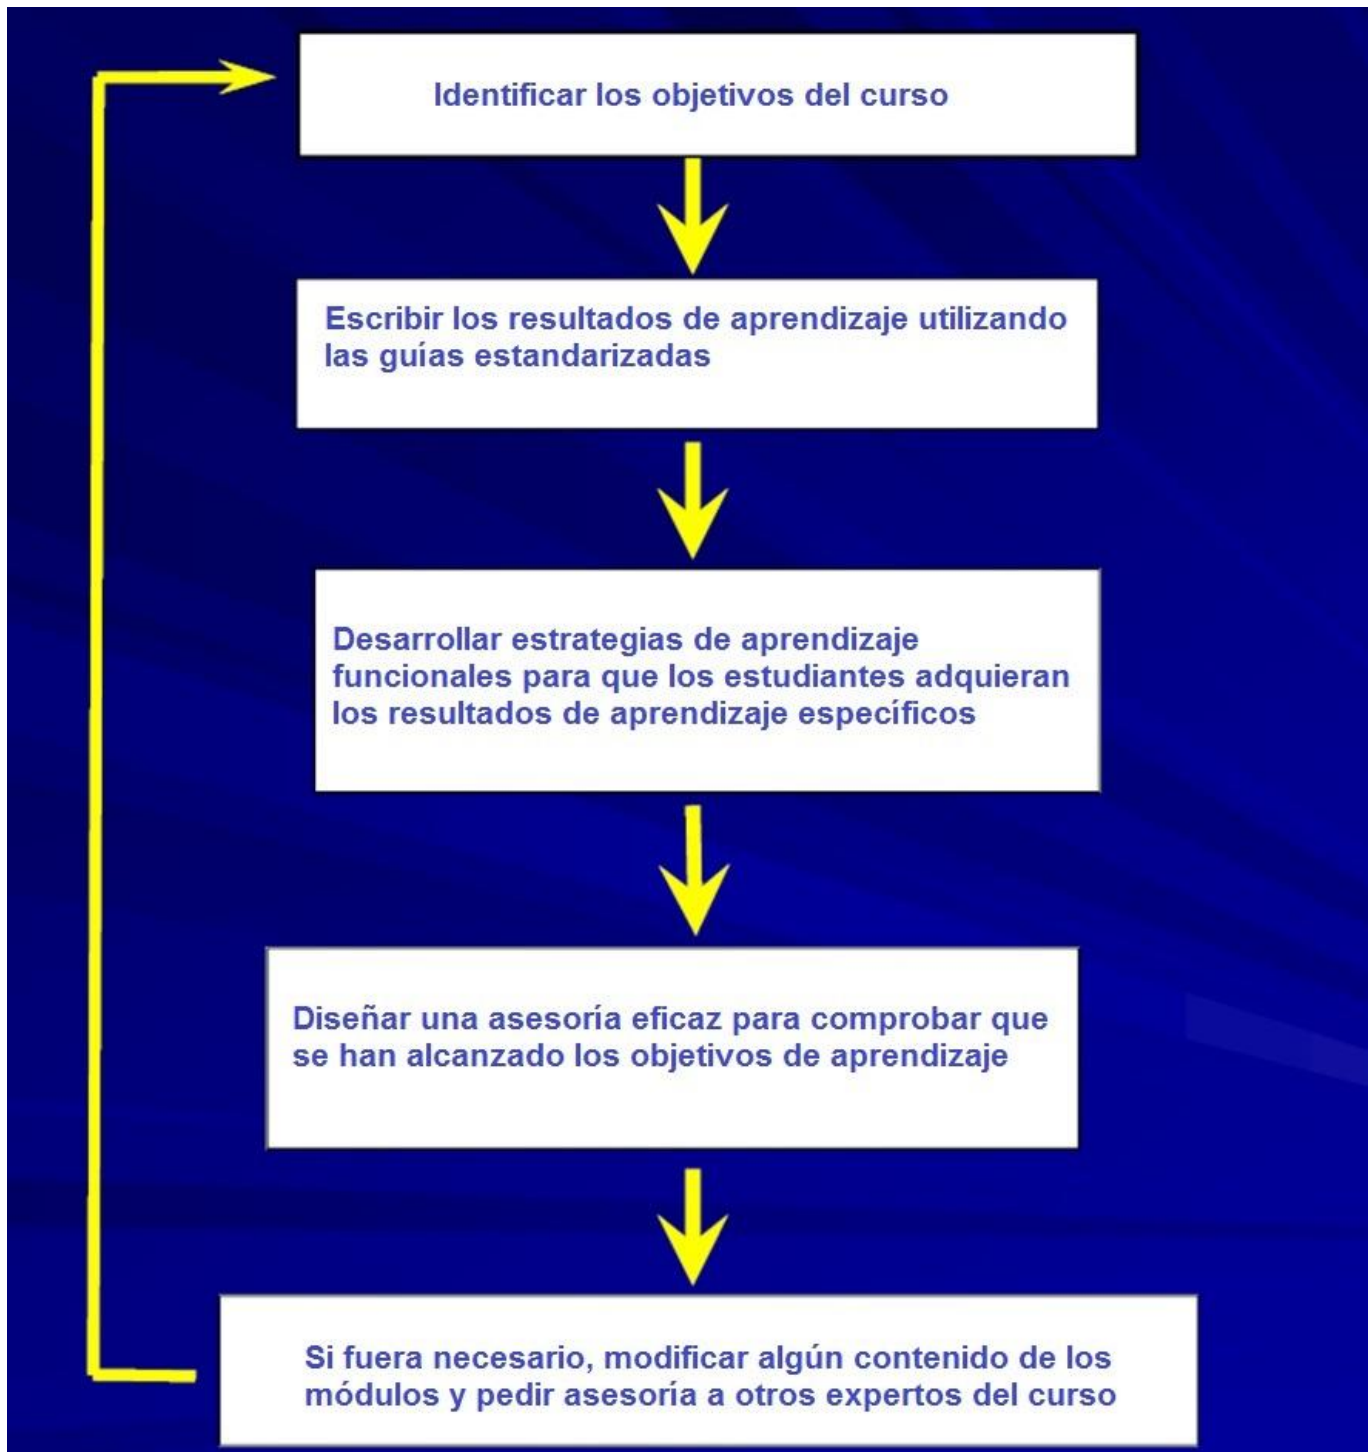 Identificar los objetivos del curso
Escribir los resultados de aprendizaje utilizando
las guías estandarizadas
Desarrollar estrategias de aprendizaje
funcionales para que los estudiantes adquieran
los resultados de aprendizaje específicos
Diseñar una asesoría eficaz para comprobar que
se han alcanzado los objetivos de aprendizaje
Si fuera necesario, modificar algún contenido de los
módulos y pedir asesoría a otros expertos del curso